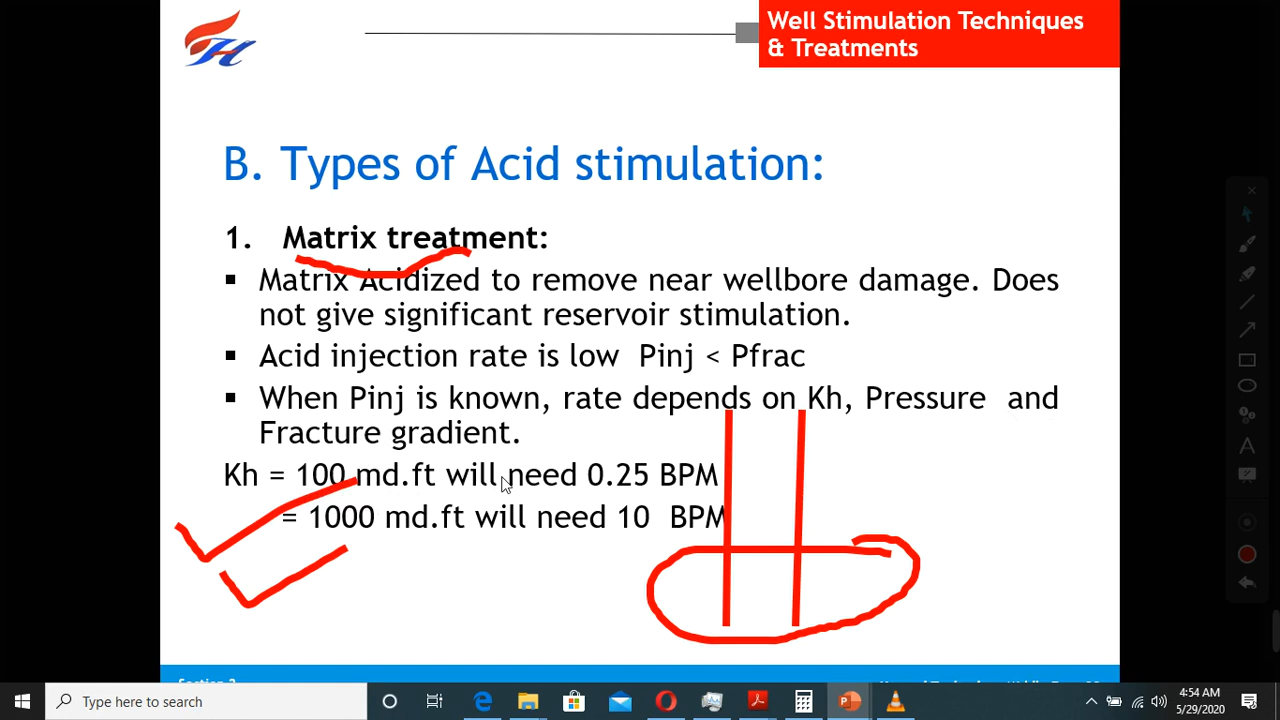 Well Stimulation Techniques
& Treatments
B. Types of Acid stimulation:
1. Matrix treatment:
▪ Matrix Acidized to remove near wellbore damage. Does
not give significant reservoir stimulation.
▪ Acid injection rate is low Pinj < Pfrac
▪ When Pinj is known, rate depends on Kh, Pressure and
Fracture gradient.
Kh = 100 md.ft will need 0.25 BPM
= 1000 md.ft will need 10 BPM
Type here to search
4:54 AM
5/29/2020